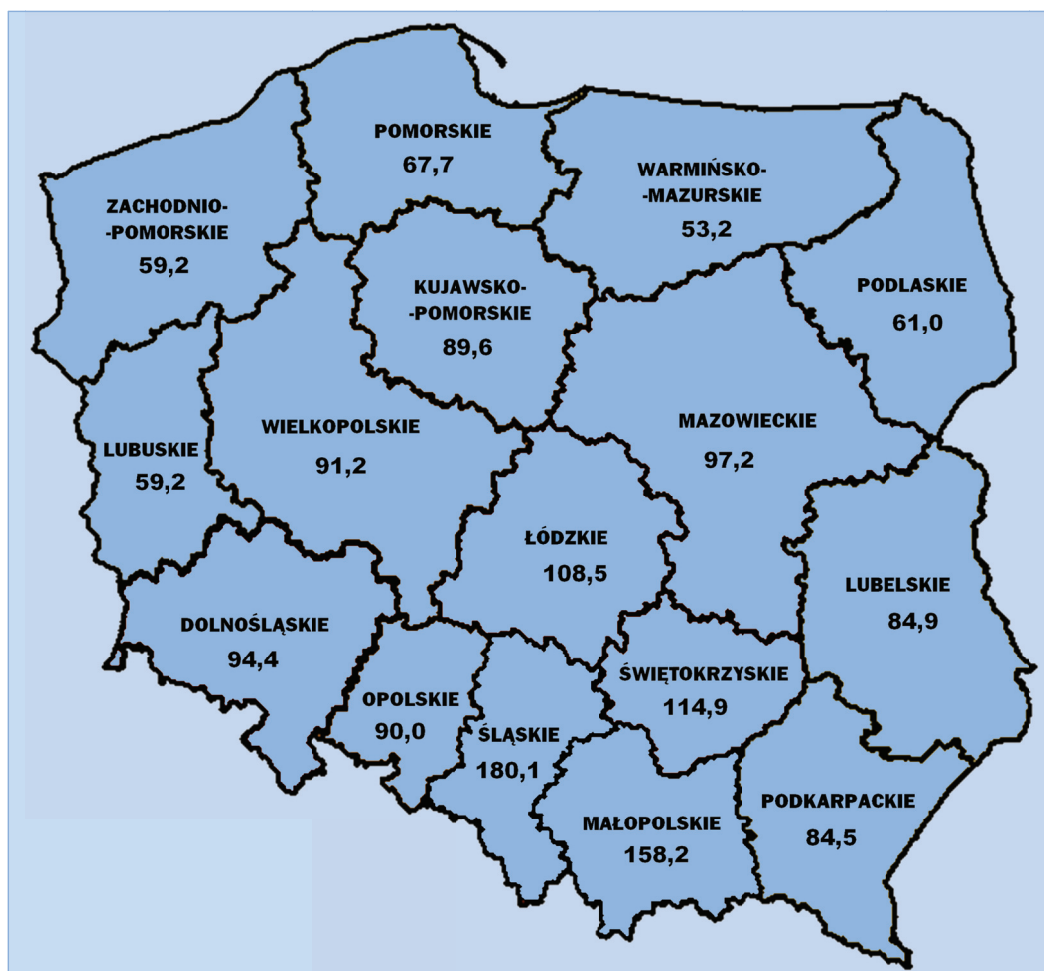 POMORSKIE
67,7
WARMIŃSKO-
-MAZURSKIE
53,2
ZACHODNIO-
-POMORSKIE
59,2
KUJAWSKO-
-POMORSKIE
89,6
PODLASKIE
61,0
LUBUSKIE
59,2
WIELKOPOLSKIE
91,2
MAZOWIECKIE
97,2
ŁÓDZKIE
108,5
LUBELSKIE
84,9
DOLNOŚLĄSKIE
94,4
OPOLSKIE
90,0
ŚLĄSKIE
180,1
ŚWIĘTOKRZYSKIE
114,9
MAŁOPOLSKIE
158,2
PODKARPACKIE
84,5